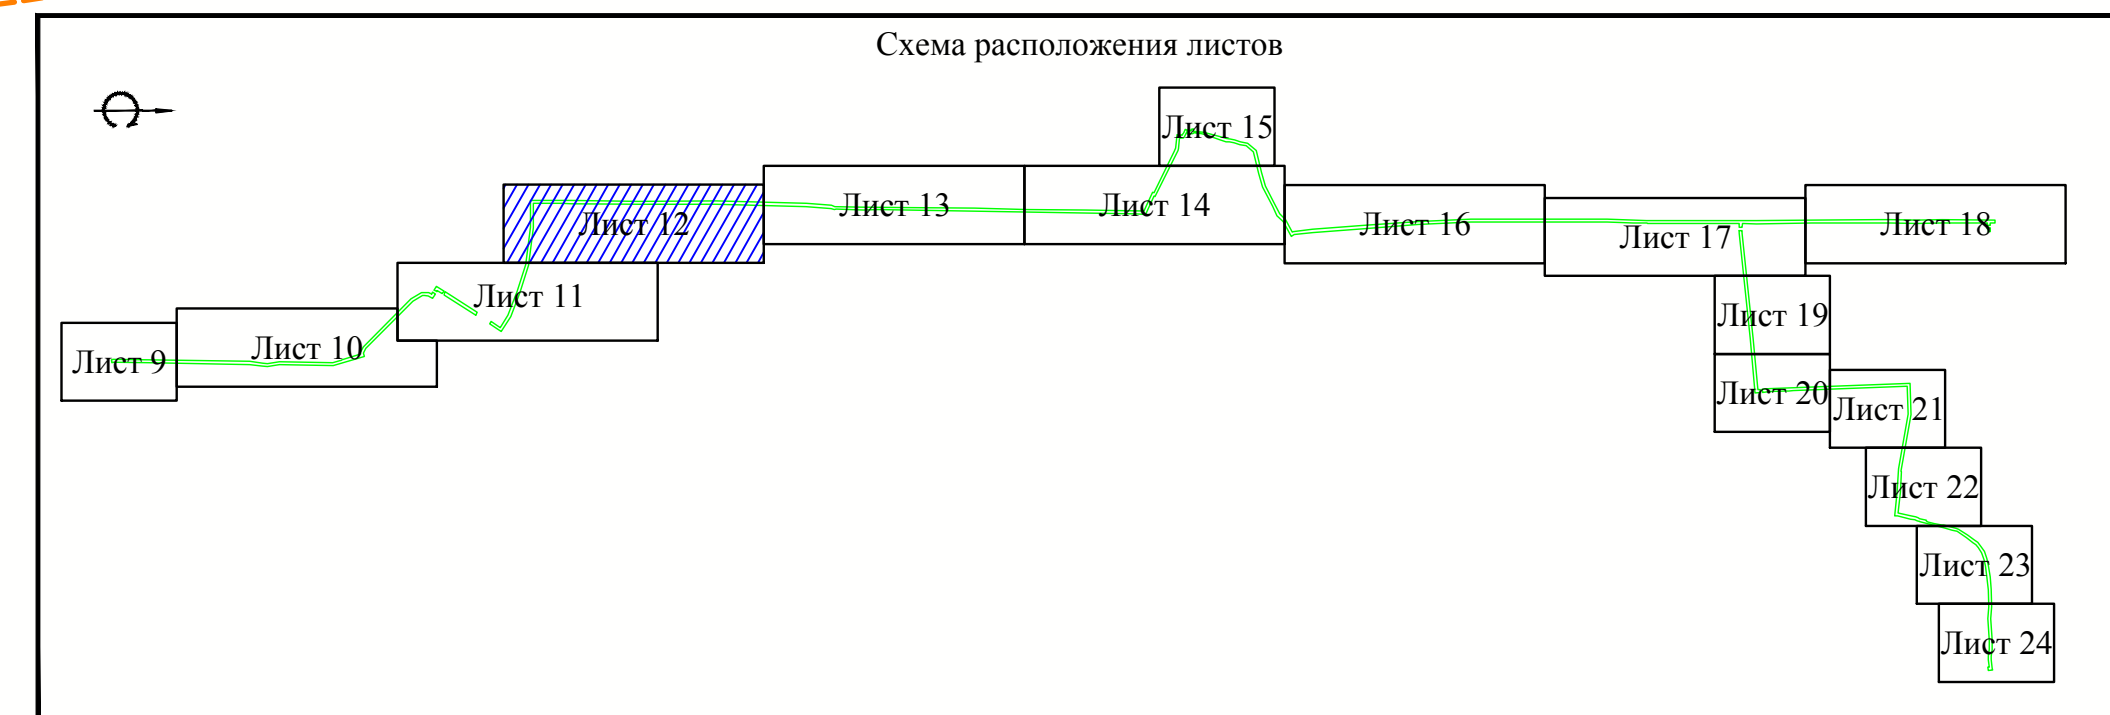 Схема расположения листов
Лист 15
Лист 13
Лист 14
Лист 12
Лист 16
Лист 17
Лист 18
Лист 11
Лист 19
Лист 9
Лист 10
Лист 20
Лист 21
Лист 22
Лист 23
Лист 24